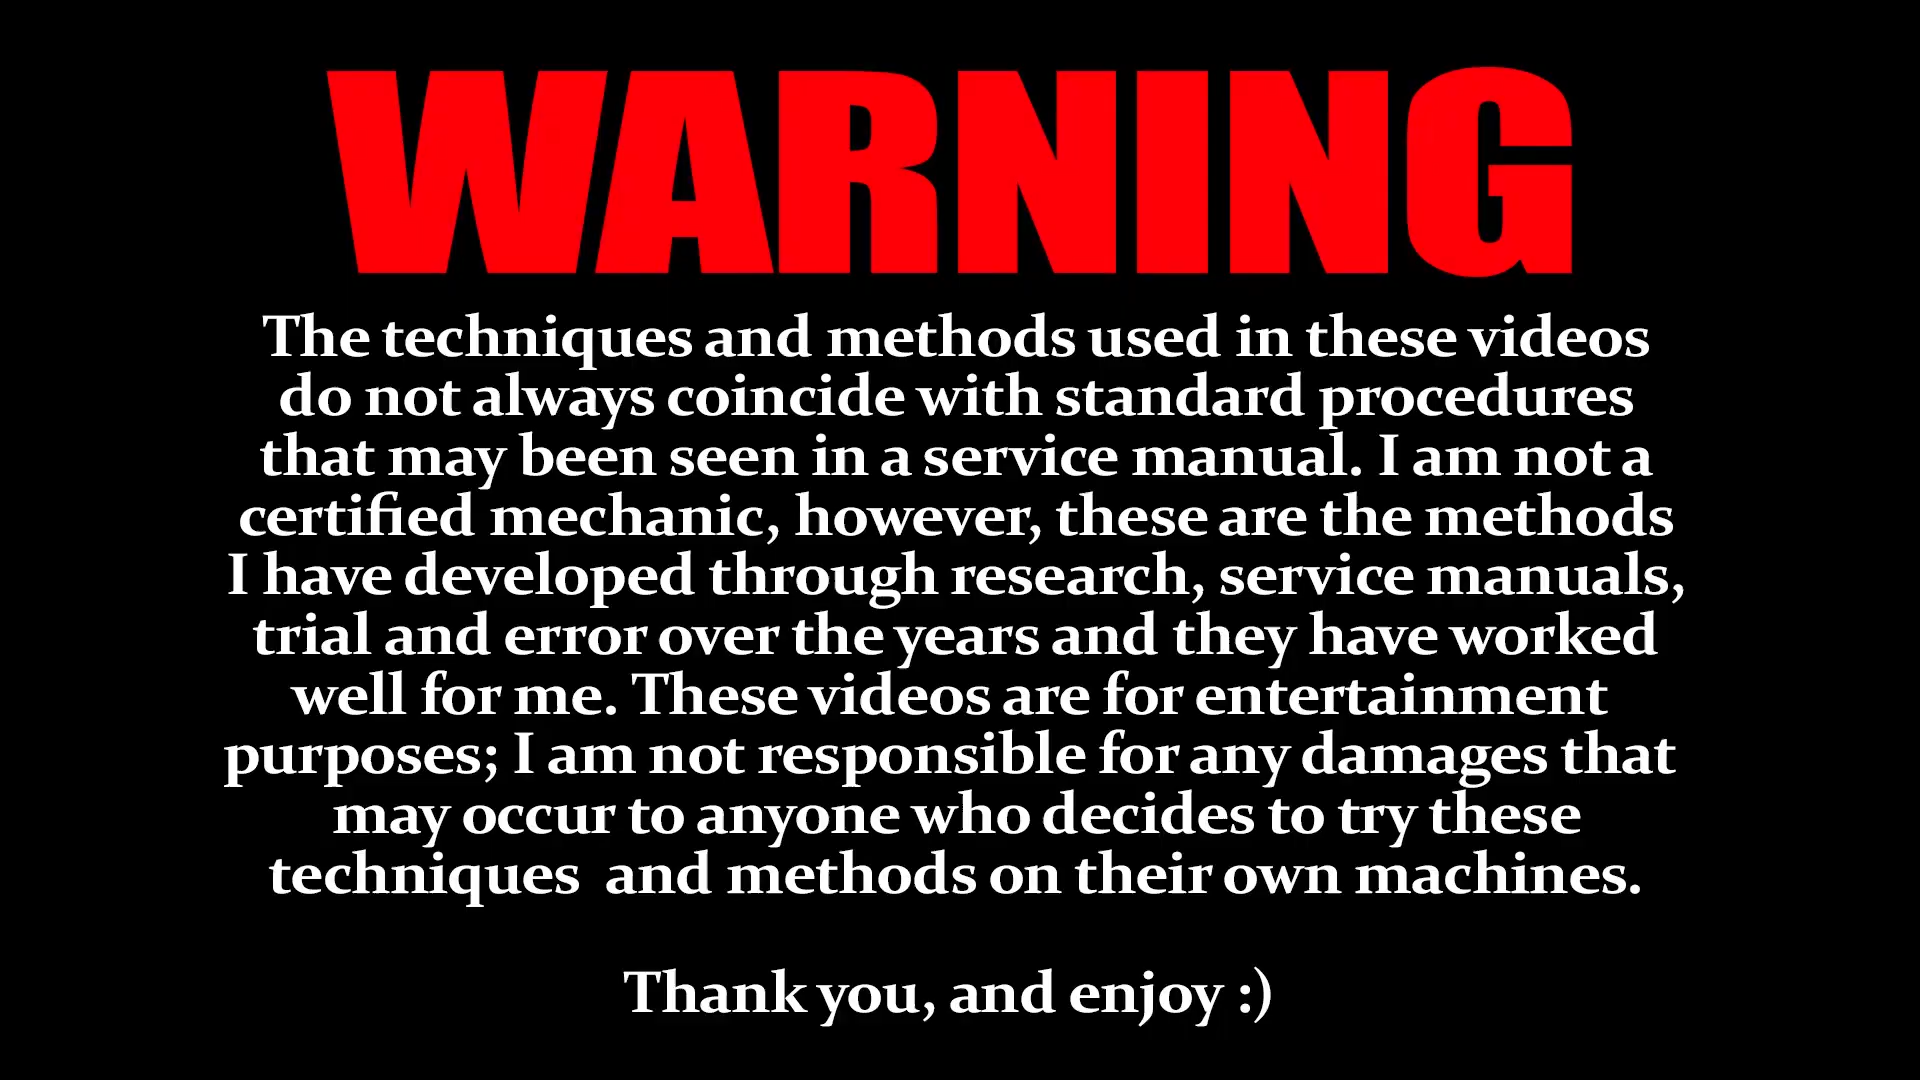 WARNING
The techniques and methods used in these videos
do not always coincide with standard procedures
that may been seen in a service manual. I am not a
certified mechanic, however, these are the methods
I have developed through research, service manuals,
trial and error over the years and they have worked
well for me. These videos are for entertainment
purposes; I am not responsible for any damages that
may occur to anyone who decides to try these
techniques  and methods on their own machines.
Thank you, and enjoy :)